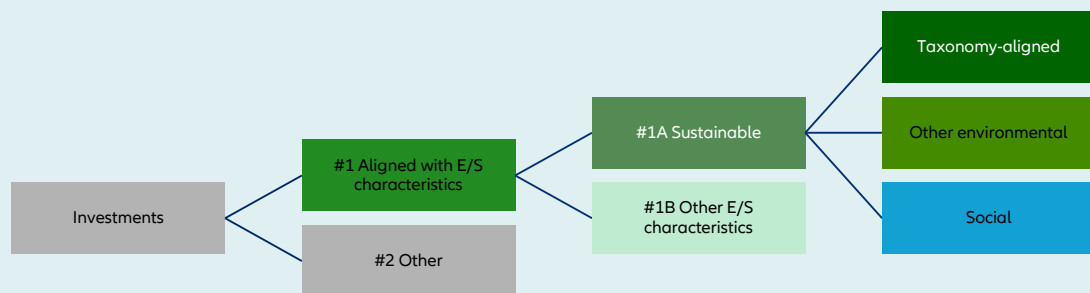 Investments
#1 Aligned with E/S
characteristics
#2 Other
#1A Sustainable
#1B Other E/S
characteristics
Taxonomy-aligned
Other environmental
Social